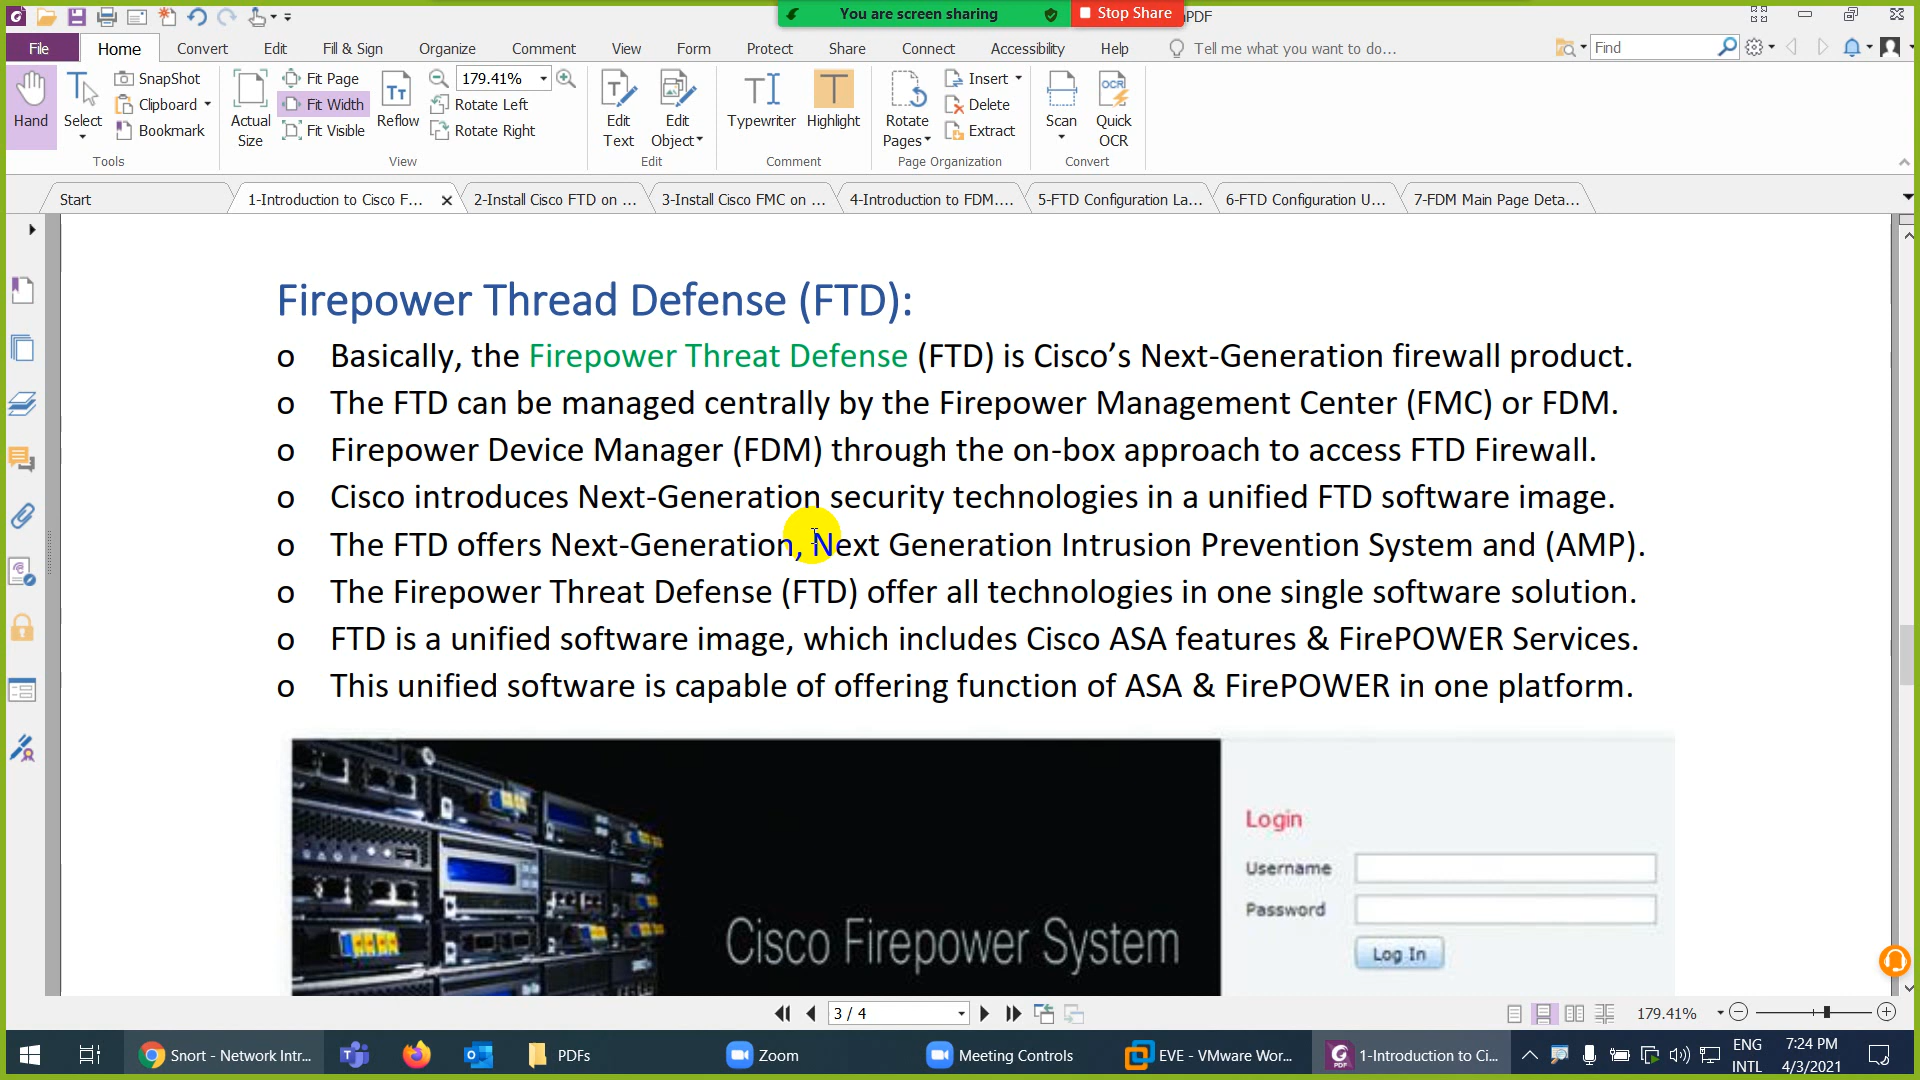 You are screen sharing
Stop Share
PDF
File Home Convert Edit Fill & Sign Organize Comment View Form Protect Share Connect Accessibility Help Tell me what you want to do... Find
Hand
Select
SnapShot
Clipboard
Bookmark
Tools
Actual Size
Fit Page
Fit Width
Fit Visible
Reflow
179.41%
Rotate Left
Rotate Right
View
Edit Text
Edit Object
Edit
Typewriter
Highlight
Comment
Rotate Pages
Insert
Delete
Extract
Page Organization
Scan
Quick OCR
Convert
Start
1-Introduction to Cisco F...
2-Install Cisco FTD on ...
3-Install Cisco FMC on ...
4-Introduction to FDM....
5-FTD Configuration La...
6-FTD Configuration U...
7-FDM Main Page Deta...
Firepower Thread Defense (FTD):
o Basically, the Firepower Threat Defense (FTD) is Cisco’s Next-Generation firewall product.
o The FTD can be managed centrally by the Firepower Management Center (FMC) or FDM.
o Firepower Device Manager (FDM) through the on-box approach to access FTD Firewall.
o Cisco introduces Next-Generation security technologies in a unified FTD software image.
o The FTD offers Next-Generation, Next Generation Intrusion Prevention System and (AMP).
o The Firepower Threat Defense (FTD) offer all technologies in one single software solution.
o FTD is a unified software image, which includes Cisco ASA features & FirePOWER Services.
o This unified software is capable of offering function of ASA & FirePOWER in one platform.
Cisco Firepower System
Login
Username
Password
Log In
3 / 4
179.41%
Snort - Network Intr...
PDFs
Zoom
Meeting Controls
EVE - VMware Wor...
1-Introduction to Ci...
ENG
INTL
7:24 PM
4/3/2021